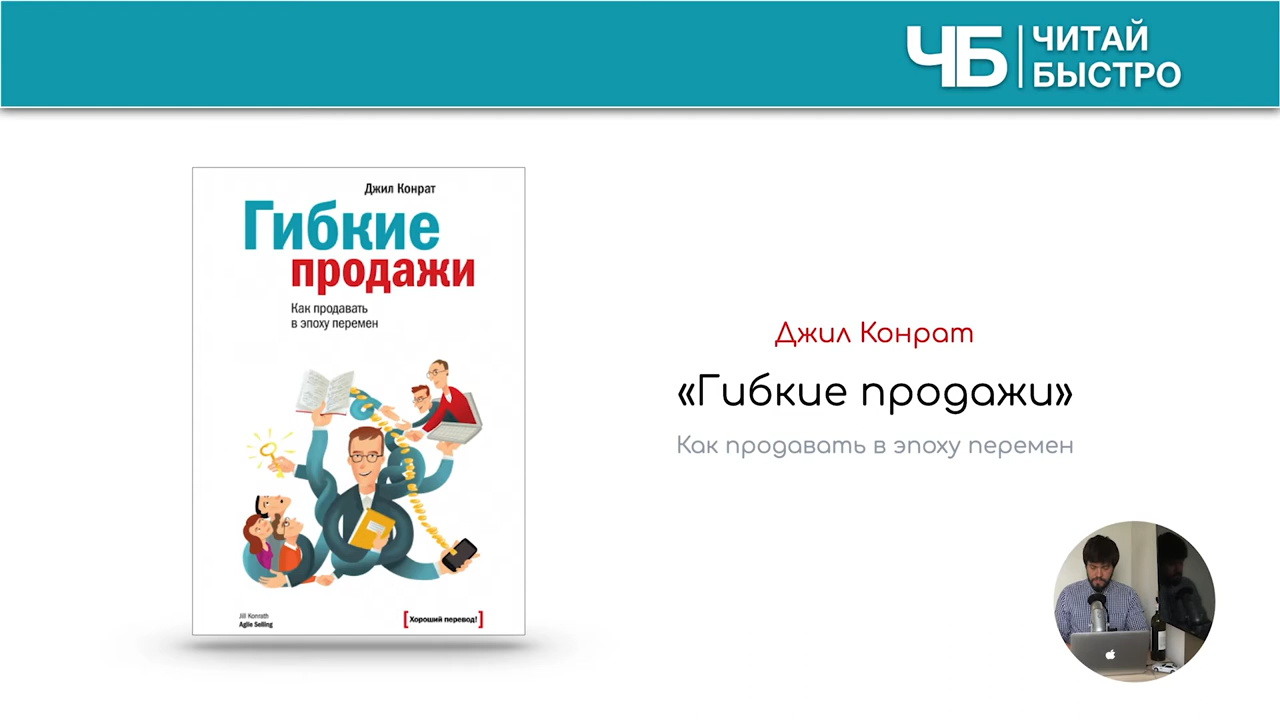 ЧБ
ЧИТАЙ
БЫСТРО
Джил Конрат
Гибкие
продажи
Как продавать
в эпоху перемен
Jill Konrath
Agile Selling
[Хороший перевод!]
Джил Конрат
«Гибкие продажи»
Как продавать в эпоху перемен